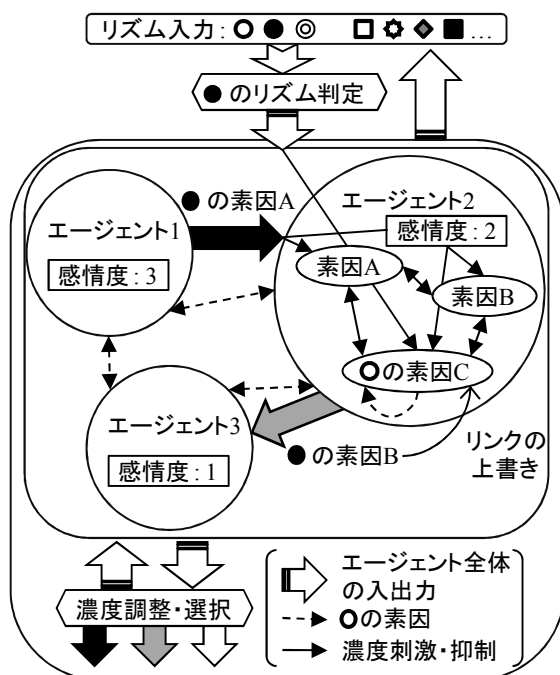 リズム入力: ○ ● ◎ □ ◆ ■ …
●のリズム判定
●の素因A
エージェント1
感情度:3
エージェント2
感情度:2
素因A
素因B
○の素因C
エージェント3
感情度:1
●の素因B
リンクの
上書き
濃度調整・選択
エージェント全体
の入出力
○の素因
濃度刺激・抑制